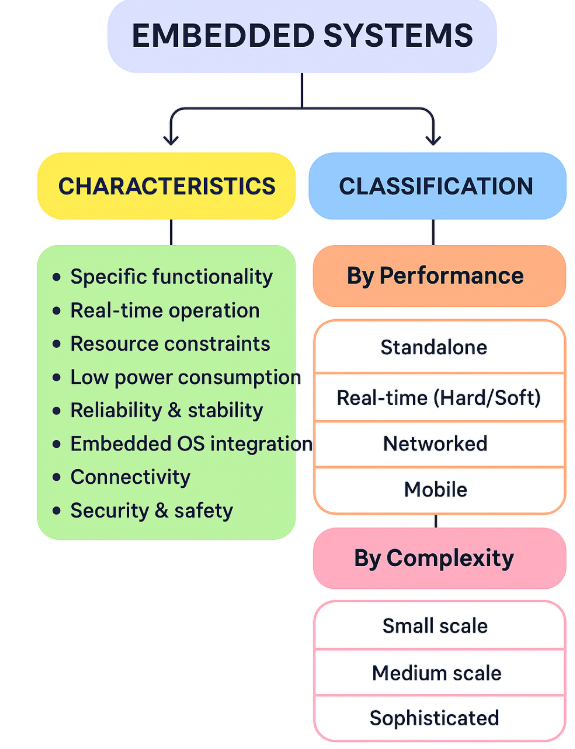 EMBEDDED SYSTEMS
CHARACTERISTICS
• Specific functionality
• Real-time operation
• Resource constraints
• Low power consumption
• Reliability & stability
• Embedded OS integration
• Connectivity
• Security & safety
CLASSIFICATION
By Performance
Standalone
Real-time (Hard/Soft)
Networked
Mobile
By Complexity
Small scale
Medium scale
Sophisticated